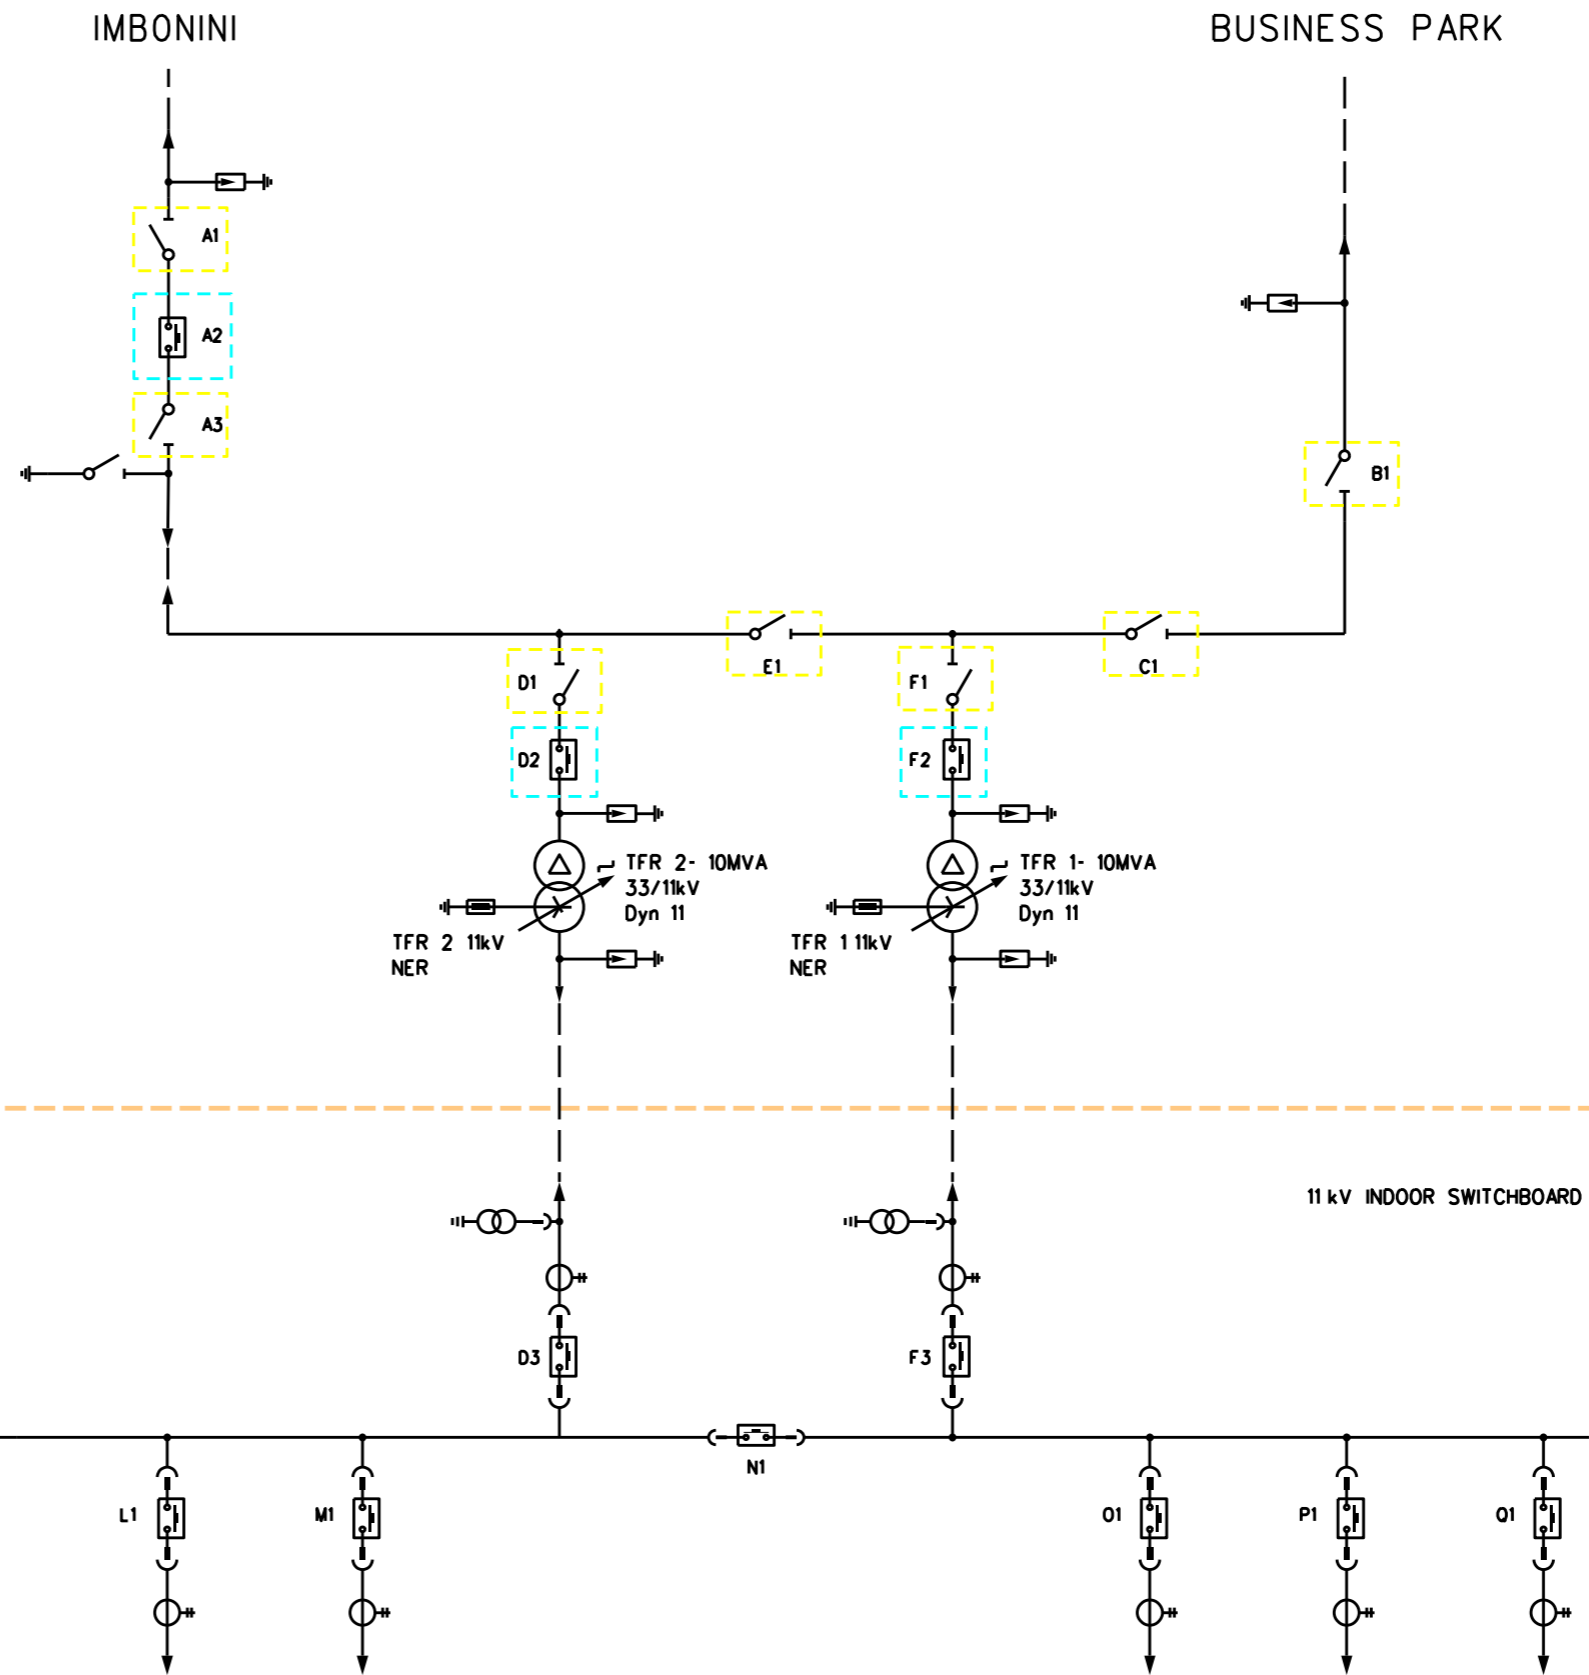 IMBONINI
BUSINESS PARK
A1
A2
A3
B1
E1
C1
D1
F1
D2
F2
TFR 2- 10MVA
33/11kV
Dyn 11
TFR 1- 10MVA
33/11kV
Dyn 11
TFR 2 11kV
NER
TFR 1 11kV
NER
11 kV INDOOR SWITCHBOARD
D3
F3
N1
L1
M1
O1
P1
Q1